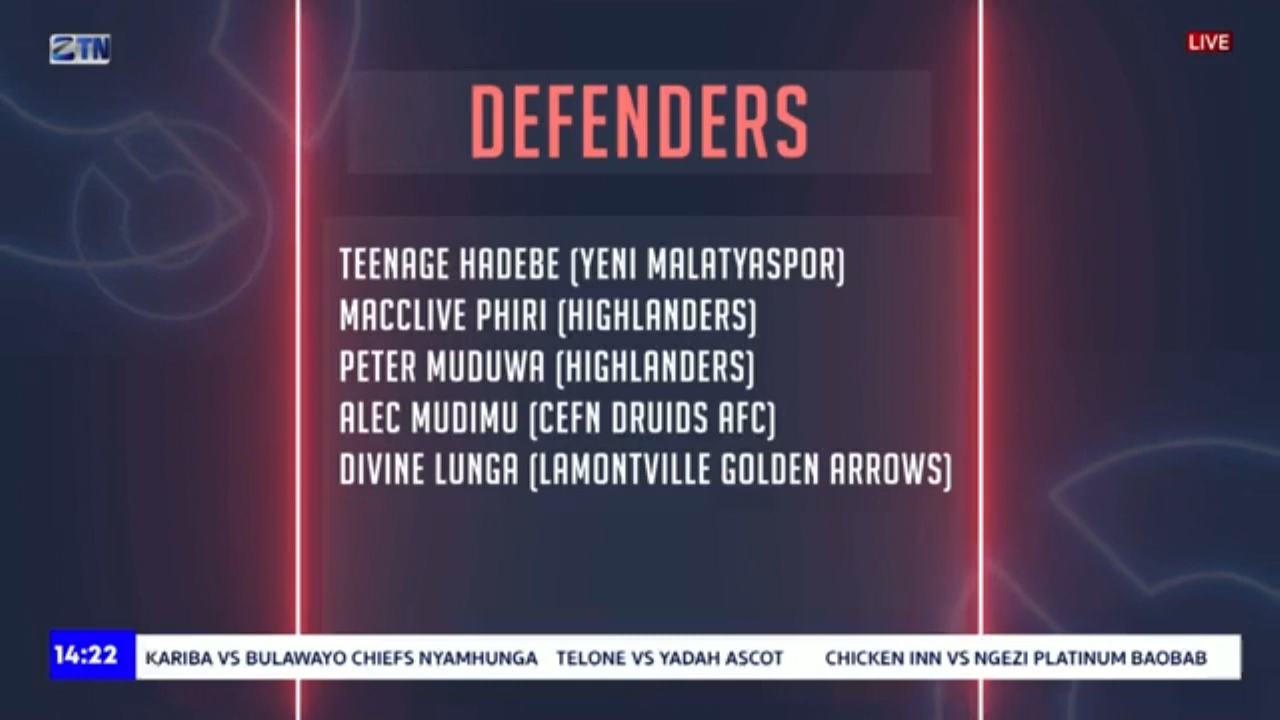 ZTN
LIVE
DEFENDERS
TEENAGE HADEBE (YENI MALATYASPOR)
MACCLIVE PHIRI (HIGHLANDERS)
PETER MUDUWA (HIGHLANDERS)
ALEC MUDIMU (CEFN DRUIDS AFC)
DIVINE LUNGA (LAMONTVILLE GOLDEN ARROWS)
14:22 KARIBA VS BULAWAYO CHIEFS NYAMHUNGA TELONE VS YADAH ASCOT CHICKEN INN VS NGEZI PLATINUM BAOBAB